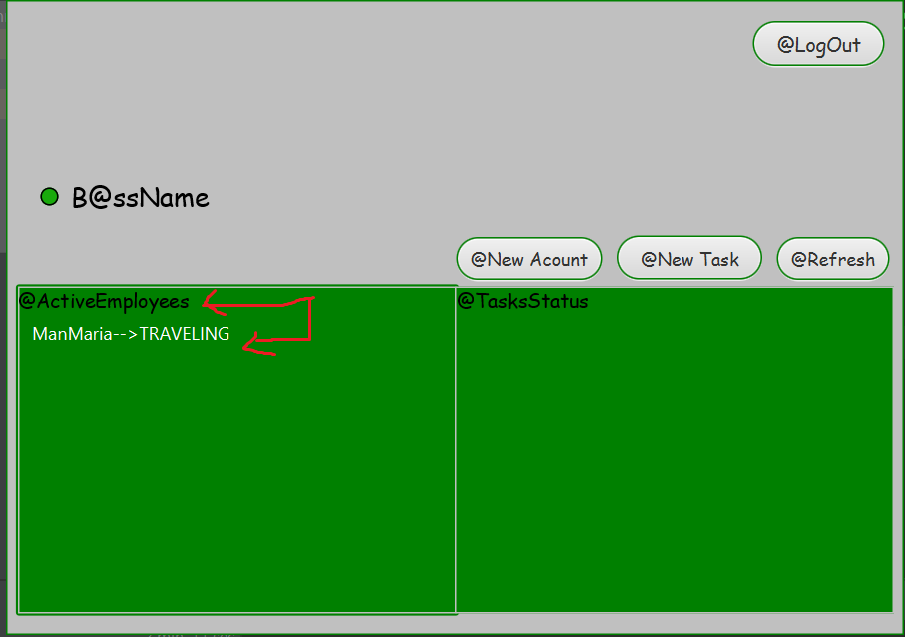 @LogOut
B@ssName
@New Acount
@New Task
@Refresh
@ActiveEmployees
@TasksStatus
ManMaria-->TRAVELING